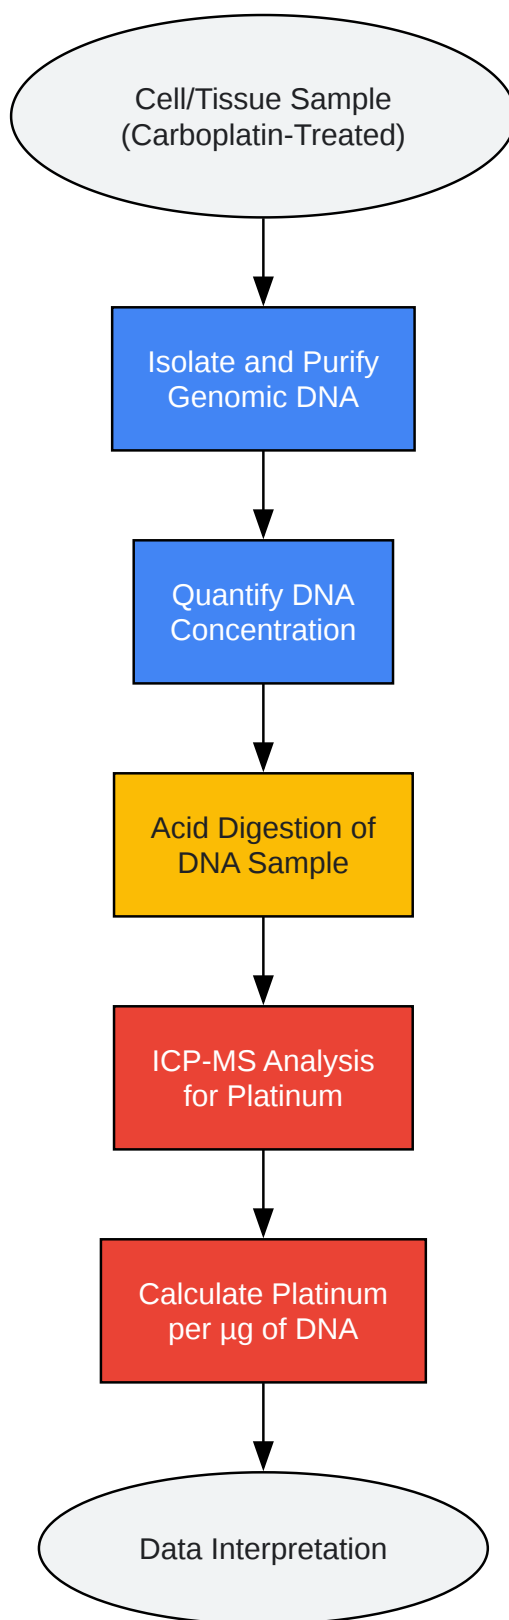 Cell/Tissue Sample
(Carboplatin-Treated)
Isolate and Purify
Genomic DNA
Quantify DNA
Concentration
Acid Digestion of
DNA Sample
ICP-MS Analysis
for Platinum
Calculate Platinum
per µg of DNA
Data Interpretation